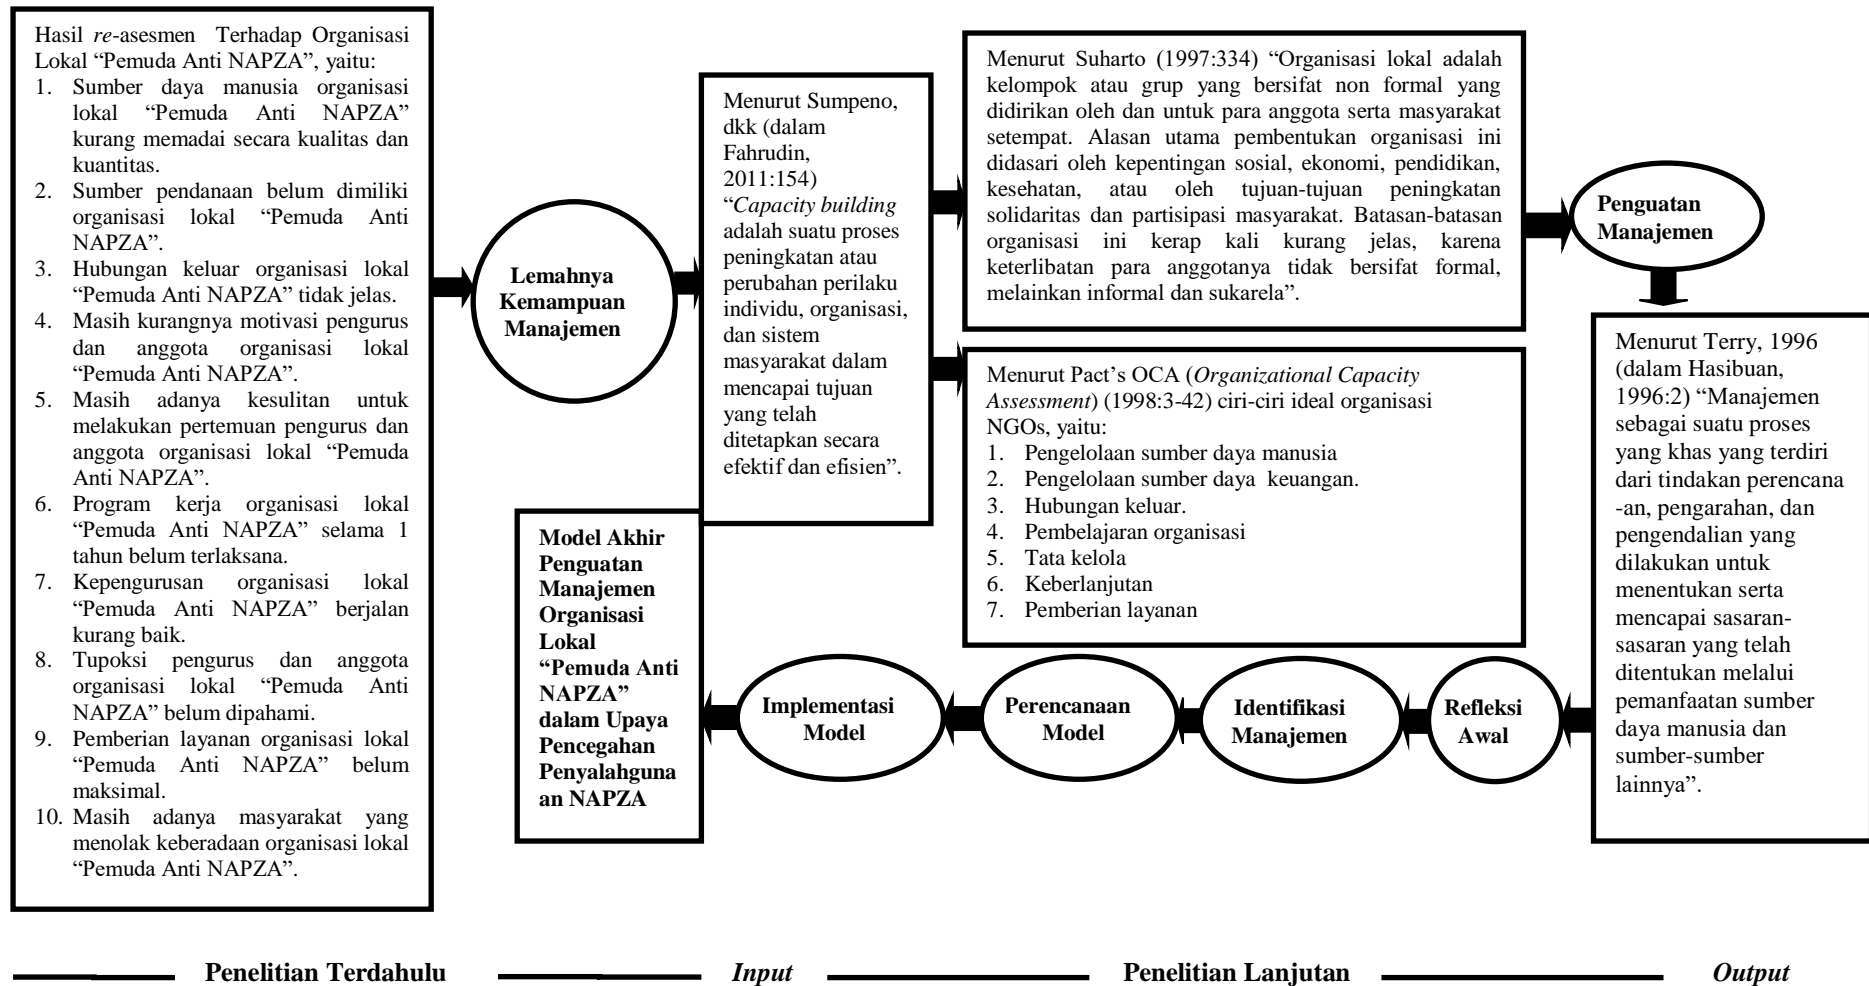 Hasil re-asesmen Terhadap Organisasi
Lokal “Pemuda Anti NAPZA”, yaitu:
1. Sumber daya manusia organisasi
lokal “Pemuda Anti NAPZA”
kurang memadai secara kualitas dan
kuantitas.
2. Sumber pendanaan belum dimiliki
organisasi lokal “Pemuda Anti
NAPZA”.
3. Hubungan keluar organisasi lokal
“Pemuda Anti NAPZA” tidak jelas.
4. Masih kurangnya motivasi pengurus
dan anggota organisasi lokal
“Pemuda Anti NAPZA”.
5. Masih adanya kesulitan untuk
melakukan pertemuan pengurus dan
anggota organisasi lokal “Pemuda
Anti NAPZA”.
6. Program kerja organisasi lokal
“Pemuda Anti NAPZA” selama 1
tahun belum terlaksana.
7. Kepengurusan organisasi lokal
“Pemuda Anti NAPZA” berjalan
kurang baik.
8. Tupoksi pengurus dan anggota
organisasi lokal “Pemuda Anti
NAPZA” belum dipahami.
9. Pemberian layanan organisasi lokal
“Pemuda Anti NAPZA” belum
maksimal.
10. Masih adanya masyarakat yang
menolak keberadaan organisasi lokal
“Pemuda Anti NAPZA”.
Lemahnya
Kemampuan
Manajemen
Menurut Sumpeno,
dkk (dalam
Fahrudin,
2011:154)
“Capacity building
adalah suatu proses
peningkatan atau
perubahan perilaku
individu, organisasi,
dan sistem
masyarakat dalam
mencapai tujuan
yang telah
ditetapkan secara
efektif dan efisien”.
Menurut Suharto (1997:334) “Organisasi lokal adalah
kelompok atau grup yang bersifat non formal yang
didirikan oleh dan untuk para anggota serta masyarakat
setempat. Alasan utama pembentukan organisasi ini
didasari oleh kepentingan sosial, ekonomi, pendidikan,
kesehatan, atau oleh tujuan-tujuan peningkatan
solidaritas dan partisipasi masyarakat. Batasan-batasan
organisasi ini kerap kali kurang jelas, karena
keterlibatan para anggotanya tidak bersifat formal,
melainkan informal dan sukarela”.
Menurut Pact’s OCA (Organizational Capacity
Assessment) (1998:3-42) ciri-ciri ideal organisasi
NGOs, yaitu:
1. Pengelolaan sumber daya manusia
2. Pengelolaan sumber daya keuangan.
3. Hubungan keluar.
4. Pembelajaran organisasi
5. Tata kelola
6. Keberlanjutan
7. Pemberian layanan
Penguatan
Manajemen
Menurut Terry, 1996
(dalam Hasibuan,
1996:2) “Manajemen
sebagai suatu proses
yang khas yang terdiri
dari tindakan perencana
-an, pengarahan, dan
pengendalian yang
dilakukan untuk
menentukan serta
mencapai sasaran-
sasaran yang telah
ditentukan melalui
pemanfaatan sumber
daya manusia dan
sumber-sumber
lainnya”.
Refleksi
Awal
Identifikasi
Manajemen
Perencanaan
Model
Implementasi
Model
Model Akhir
Penguatan
Manajemen
Organisasi
Lokal
“Pemuda Anti
NAPZA”
dalam Upaya
Pencegahan
Penyalahguna
an NAPZA
Penelitian Terdahulu
Input
Penelitian Lanjutan
Output